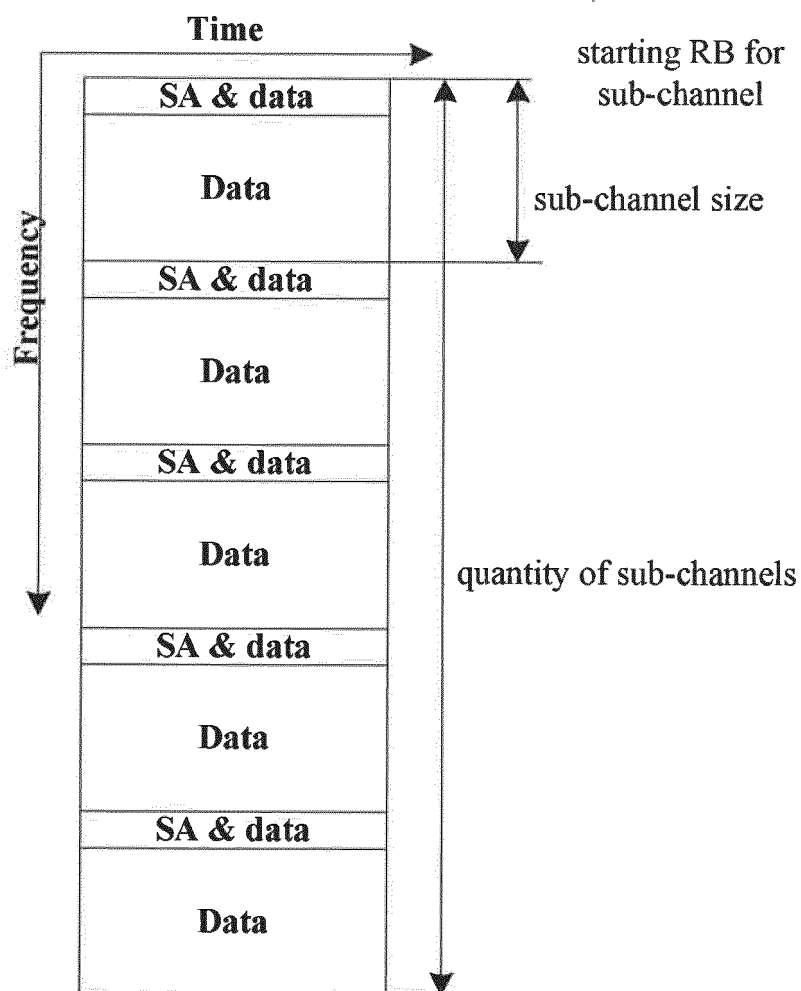 Time
starting RB for
sub-channel
SA & data
Data
sub-channel size
Frequency
SA & data
Data
SA & data
Data
quantity of sub-channels
SA & data
Data
SA & data
Data